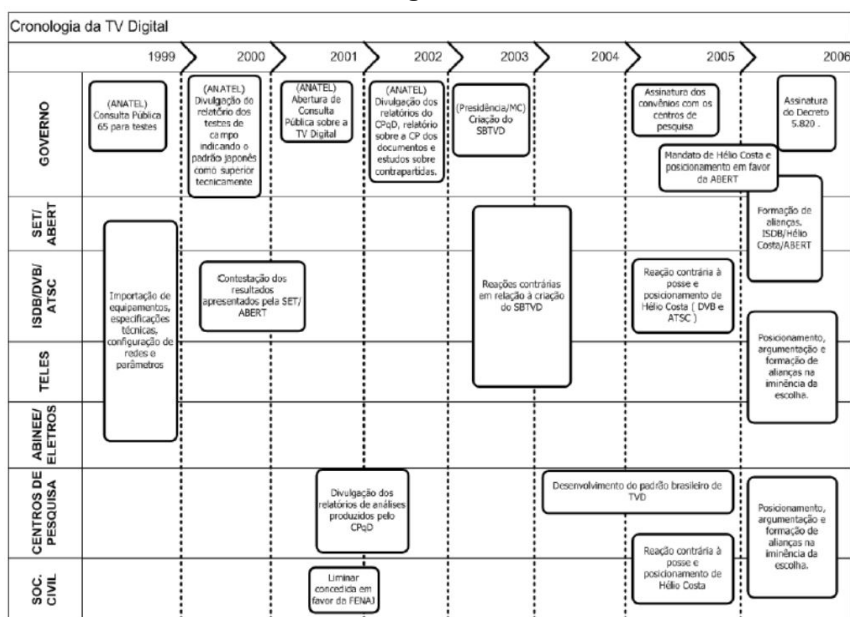 Cronologia da TV Digital
1999
2000
2001
2002
2003
2004
2005
2006
GOVERNO
(ANATEL)
Consulta Pública
65 para testes
(ANATEL)
Divulgação do
relatório dos
testes de
campo
indicando o
padrão japonês
como superior
tecnicamente
(ANATEL)
Abertura de
Consulta
Pública sobre a
TV Digital
(ANATEL)
Divulgação dos
relatórios do
CPqD, relatório
sobre a CP dos
documentos e
estudos sobre
contrapartidas.
(Presidência/MC)
Criação do
SBTVD
Assinatura dos
convênios com os
centros de
pesquisa
Assinatura
do Decreto
5.820 .
Mandato de Hélio Costa e
posicionamento em favor
da ABERT
SET/
ABERT
Formação de
alianças.
ISDB/Hélio
Costa/ABERT
ISDB/DVB/
ATSC
Importação de
equipamentos,
especificações
técnicas,
configuração de
redes e
parâmetros
Contestação dos
resultados
apresentados pela SET/
ABERT
Reações contrárias
em relação à criação
do SBTVD
Reação contrária à
posse e
posicionamento de
Hélio Costa ( DVB e
ATSC )
TELES
Posicionamento,
argumentação e
formação de
alianças na
iminência da
escolha.
ABINEE/
ELETROS
CENTROS DE
PESQUISA
Divulgação dos
relatórios de análises
produzidos pelo
CPqD
Desenvolvimento do padrão brasileiro de
TVD
Posicionamento,
argumentação e
formação de
alianças na
iminência da
escolha.
SOC.
CIVIL
Liminar
concedida em
favor da FENAJ
Reação contrária à
posse e
posicionamento de
Hélio Costa